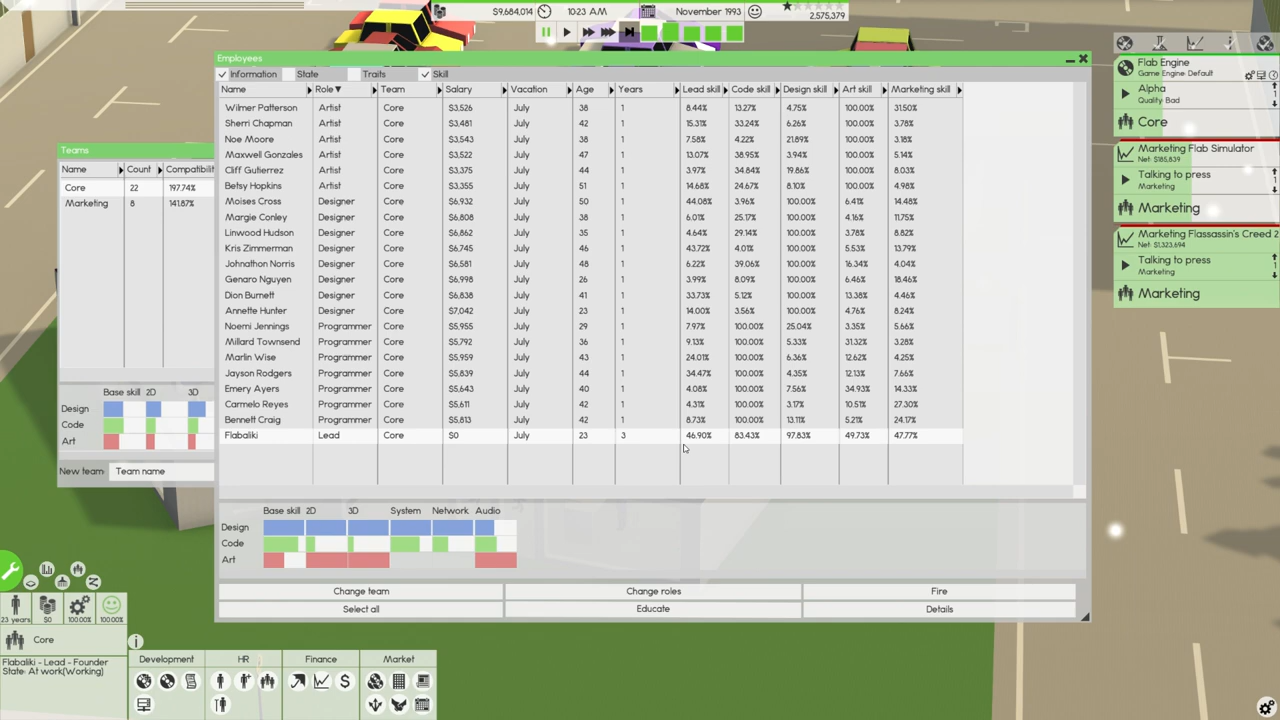 $9,684,014 10:23 AM November 1993 2,575,379
Employees
Information State Traits Skill
Name Role▼ Team Salary Vacation Age Years Lead skill Code skill Design skill Art skill Marketing skill
Wilmer Patterson Artist Core $3,526 July 38 1 8.44% 13.27% 4.75% 100.00% 31.50%
Sherri Chapman Artist Core $3,481 July 42 1 15.31% 33.24% 6.26% 100.00% 3.78%
Noe Moore Artist Core $3,543 July 38 1 7.58% 4.22% 21.89% 100.00% 3.18%
Maxwell Gonzales Artist Core $3,522 July 47 1 13.07% 38.95% 3.94% 100.00% 5.14%
Cliff Gutierrez Artist Core $3,375 July 44 1 3.97% 34.84% 19.86% 100.00% 8.03%
Betsy Hopkins Artist Core $3,355 July 51 1 14.68% 24.67% 8.10% 100.00% 4.98%
Moises Cross Designer Core $6,932 July 50 1 44.08% 3.96% 100.00% 6.41% 14.48%
Margie Conley Designer Core $6,808 July 38 1 6.01% 25.17% 100.00% 4.16% 11.75%
Linwood Hudson Designer Core $6,862 July 35 1 4.64% 29.14% 100.00% 3.78% 8.82%
Kris Zimmerman Designer Core $6,745 July 46 1 43.72% 4.01% 100.00% 5.53% 13.79%
Johnathon Norris Designer Core $6,581 July 48 1 6.22% 39.06% 100.00% 16.34% 4.04%
Genaro Nguyen Designer Core $6,998 July 26 1 3.99% 8.09% 100.00% 6.46% 18.46%
Dion Burnett Designer Core $6,838 July 41 1 33.73% 5.12% 100.00% 13.38% 4.46%
Annette Hunter Designer Core $7,042 July 23 1 14.00% 3.56% 100.00% 4.76% 8.24%
Noemi Jennings Programmer Core $5,955 July 29 1 7.97% 100.00% 25.04% 3.35% 5.66%
Millard Townsend Programmer Core $5,792 July 36 1 9.13% 100.00% 5.33% 31.32% 3.28%
Marlin Wise Programmer Core $5,959 July 43 1 24.01% 100.00% 6.36% 12.62% 4.25%
Jayson Rodgers Programmer Core $5,839 July 44 1 34.47% 100.00% 4.35% 12.13% 7.66%
Emery Ayers Programmer Core $5,643 July 40 1 4.08% 100.00% 7.56% 34.93% 14.33%
Carmelo Reyes Programmer Core $5,611 July 42 1 4.31% 100.00% 3.17% 10.51% 27.30%
Bennett Craig Programmer Core $5,813 July 42 1 8.73% 100.00% 13.11% 5.21% 24.17%
Flabaliki Lead Core $0 July 23 3 46.90% 83.43% 97.83% 49.73% 47.77%
Base skill 2D 3D System Network Audio
Design
Code
Art
Change team Change roles Fire
Select all Educate Details
Teams
Name Count Compatibilit
Core 22 197.74%
Marketing 8 141.87%
Base skill 2D 3D
Design
Code
Art
New team Team name
Flab Engine
Game Engine: Default
Alpha
Quality Bad
1
Core
Marketing Flab Simulator
Net: $185,839
Talking to press
Marketing
1
Marketing
Marketing Flassassin's Creed 2
Net: $1,323,694
Talking to press
Marketing
1
Marketing
23 years $0 100.00% 100.00%
Core
Flabaliki - Lead - Founder
State: At work(Working)
Development HR Finance Market